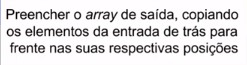 Preencher o array de saída, copiando
os elementos da entrada de trás para
frente nas suas respectivas posições